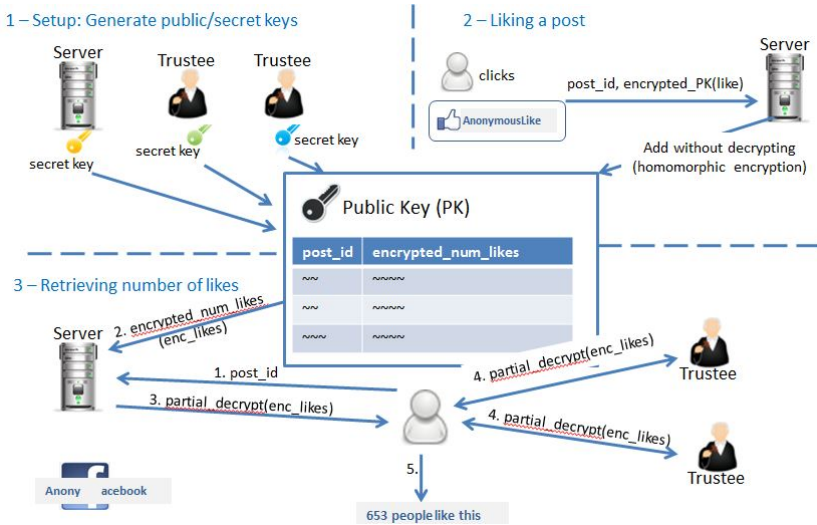 1 – Setup: Generate public/secret keys
Server
Trustee
Trustee
secret key
secret key
secret key
2 – Liking a post
clicks
AnonymousLike
post_id, encrypted_PK(like)
Server
Add without decrypting
(homomorphic encryption)
Public Key (PK)
post_id encrypted_num_likes
~~ ~~~~
~~ ~~~~
~~~ ~~~~
3 – Retrieving number of likes
Server
2. encrypted_num_likes
(enc_likes)
1. post_id
3. partial_decrypt(enc_likes)
4. partial_decrypt(enc_likes)
Trustee
4. partial_decrypt(enc_likes)
Trustee
5.
653 people like this
Anony acebook